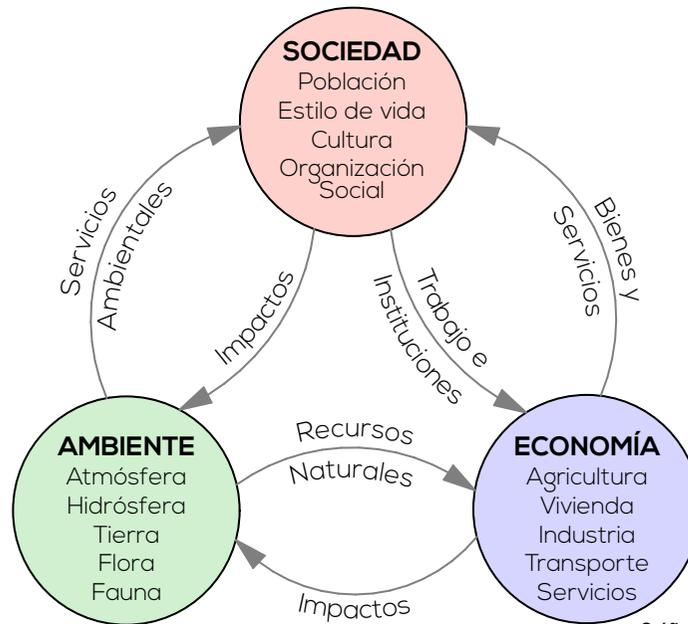 SOCIEDAD
Población
Estilo de vida
Cultura
Organización
Social
Servicios
Ambientales
Bienes y
Servicios
Impactos
Trabajo e
Instituciones
AMBIENTE
Atmósfera
Hidrósfera
Tierra
Flora
Fauna
Recursos
Naturales
ECONOMÍA
Agricultura
Vivienda
Industria
Transporte
Servicios
Impactos